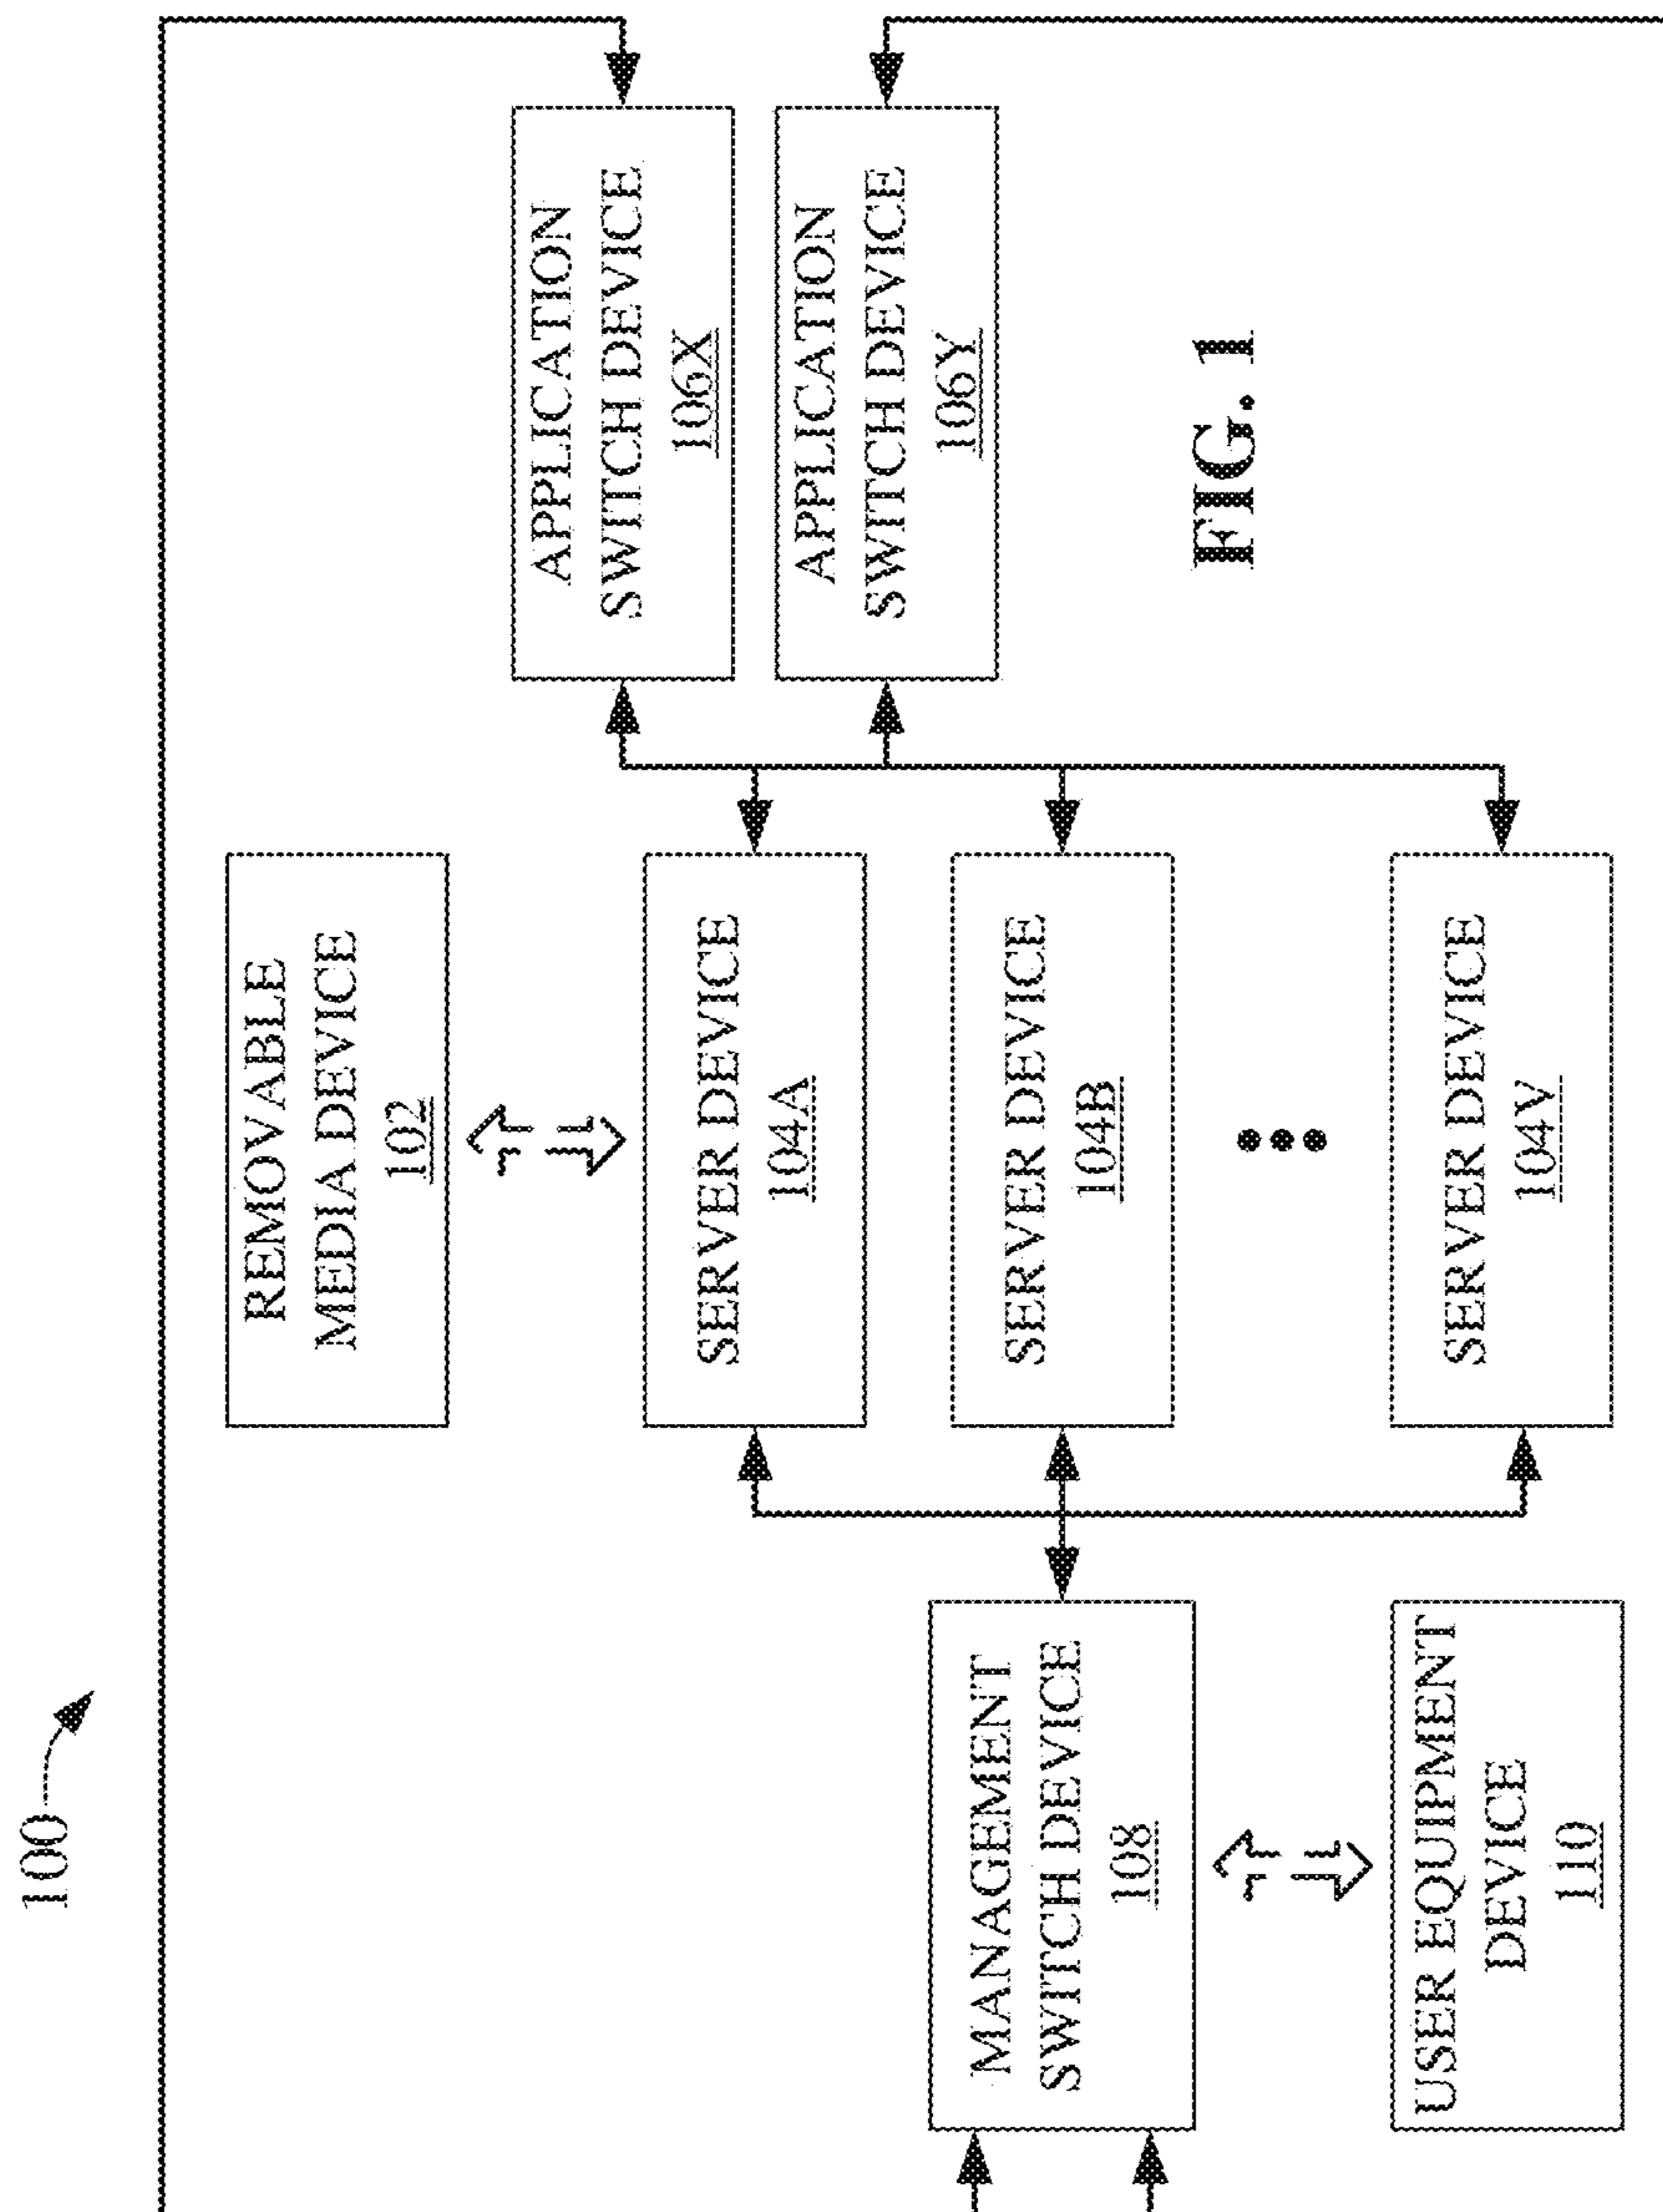 100
REMOVABLE
MEDIA DEVICE
102
MANAGEMENT
SWITCH DEVICE
108
USER EQUIPMENT
DEVICE
110
SERVER DEVICE
104A
SERVER DEVICE
104B
SERVER DEVICE
104V
APPLICATION
SWITCH DEVICE
106X
APPLICATION
SWITCH DEVICE
106Y
FIG. 1